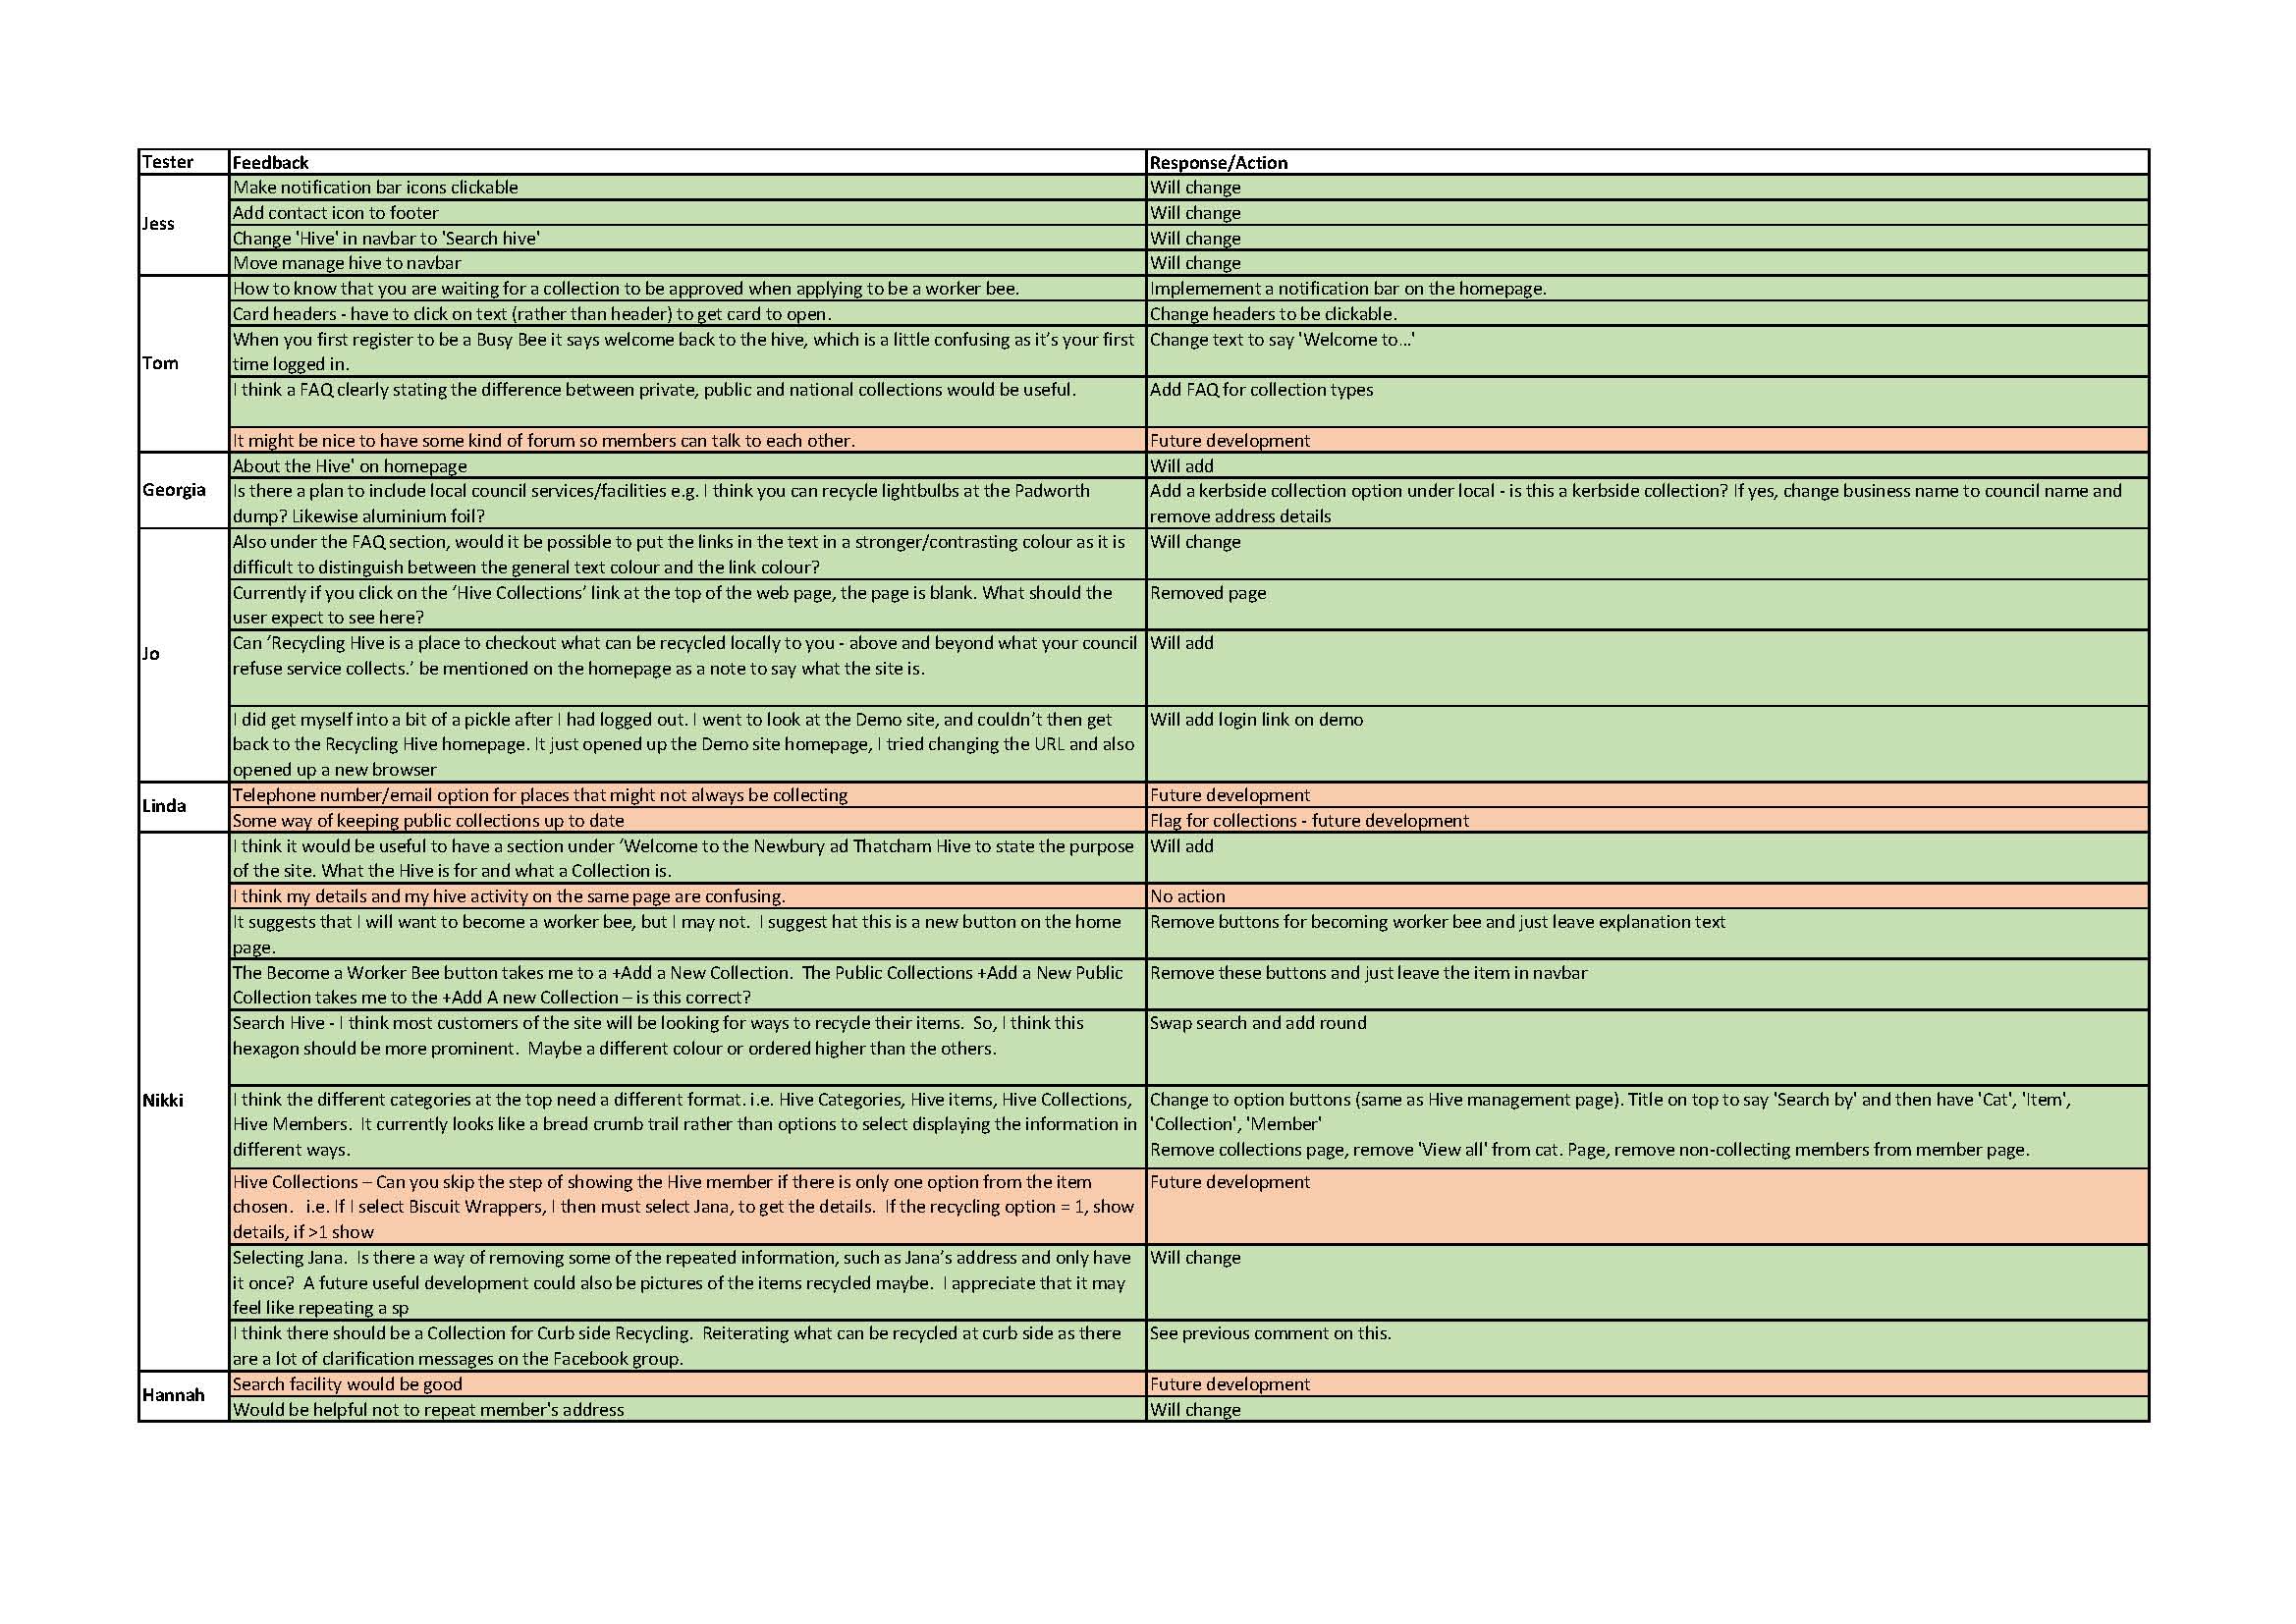 Tester Feedback Response/Action
Jess
Make notification bar icons clickable Will change
Add contact icon to footer Will change
Change 'Hive' in navbar to 'Search hive' Will change
Move manage hive to navbar Will change
Tom
How to know that you are waiting for a collection to be approved when applying to be a worker bee. Implemement a notification bar on the homepage.
Card headers - have to click on text (rather than header) to get card to open. Change headers to be clickable.
When you first register to be a Busy Bee it says welcome back to the hive, which is a little confusing as it’s your first Change text to say 'Welcome to...'
time logged in.
I think a FAQ clearly stating the difference between private, public and national collections would be useful. Add FAQ for collection types
It might be nice to have some kind of forum so members can talk to each other. Future development
Georgia
About the Hive' on homepage Will add
Is there a plan to include local council services/facilities e.g. I think you can recycle lightbulbs at the Padworth Add a kerbside collection option under local - is this a kerbside collection? If yes, change business name to council name and
dump? Likewise aluminium foil? remove address details
Jo
Also under the FAQ section, would it be possible to put the links in the text in a stronger/contrasting colour as it is Will change
difficult to distinguish between the general text colour and the link colour?
Currently if you click on the ‘Hive Collections’ link at the top of the web page, the page is blank. What should the Removed page
user expect to see here?
Can ‘Recycling Hive is a place to checkout what can be recycled locally to you - above and beyond what your council Will add
refuse service collects.’ be mentioned on the homepage as a note to say what the site is.
I did get myself into a bit of a pickle after I had logged out. I went to look at the Demo site, and couldn’t then get Will add login link on demo
back to the Recycling Hive homepage. It just opened up the Demo site homepage, I tried changing the URL and also
opened up a new browser
Linda
Telephone number/email option for places that might not always be collecting Future development
Some way of keeping public collections up to date Flag for collections - future development
Nikki
I think it would be useful to have a section under ‘Welcome to the Newbury ad Thatcham Hive to state the purpose Will add
of the site. What the Hive is for and what a Collection is.
I think my details and my hive activity on the same page are confusing. No action
It suggests that I will want to become a worker bee, but I may not.  I suggest hat this is a new button on the home Remove buttons for becoming worker bee and just leave explanation text
page.
The Become a Worker Bee button takes me to a +Add a New Collection.  The Public Collections +Add a New Public Remove these buttons and just leave the item in navbar
Collection takes me to the +Add A new Collection – is this correct?
Search Hive - I think most customers of the site will be looking for ways to recycle their items.  So, I think this Swap search and add round
hexagon should be more prominent.  Maybe a different colour or ordered higher than the others.
I think the different categories at the top need a different format. i.e. Hive Categories, Hive items, Hive Collections, Change to option buttons (same as Hive management page). Title on top to say 'Search by' and then have 'Cat', 'Item',
Hive Members.  It currently looks like a bread crumb trail rather than options to select displaying the information in 'Collection', 'Member'
different ways. Remove collections page, remove 'View all' from cat. Page, remove non-collecting members from member page.
Hive Collections – Can you skip the step of showing the Hive member if there is only one option from the item Future development
chosen.   i.e. If I select Biscuit Wrappers, I then must select Jana, to get the details.  If the recycling option = 1, show
details, if >1 show
Selecting Jana.  Is there a way of removing some of the repeated information, such as Jana’s address and only have Will change
it once?  A future useful development could also be pictures of the items recycled maybe.  I appreciate that it may
feel like repeating a sp
I think there should be a Collection for Curb side Recycling.  Reiterating what can be recycled at curb side as there See previous comment on this.
are a lot of clarification messages on the Facebook group.
Hannah
Search facility would be good Future development
Would be helpful not to repeat member's address Will change